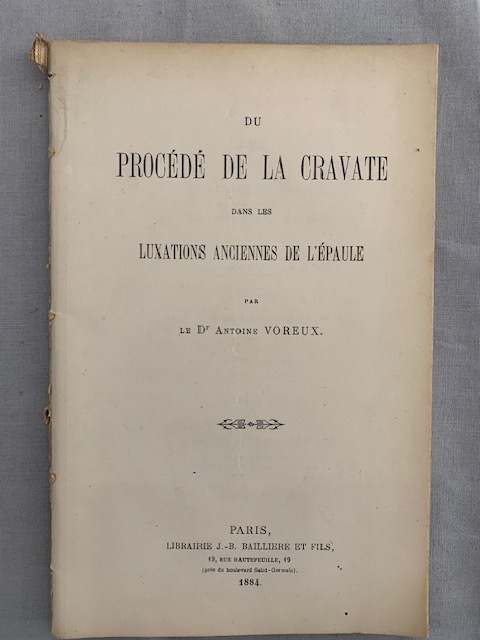 DU
PROCÉDÉ DE LA CRAVATE
DANS LES
LUXATIONS ANCIENNES DE L'ÉPAULE
PAR
LE Dr ANTOINE VOREUX.
PARIS,
LIBRAIRIE J.-B. BAILLIERE ET FILS,
19, RUE HAUTEFEUILLE, 19
(près du boulevard Saint-Germain).
1884.